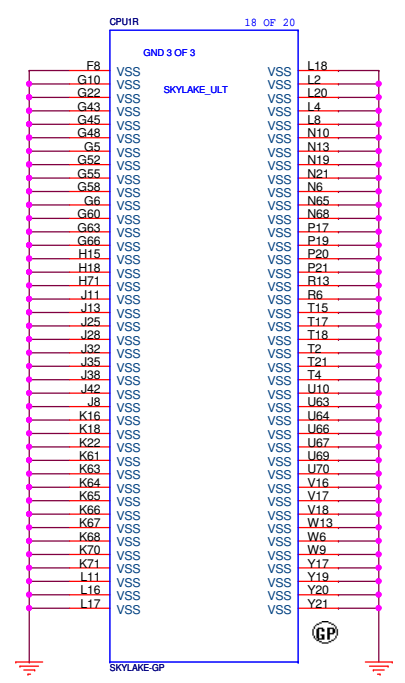 CPU1R 18 OF 20
GND 3 OF 3
SKYLAKE_ULT
F8 VSS VSS L18
G10 VSS VSS L2
G22 VSS VSS L20
G43 VSS VSS L4
G45 VSS VSS L8
G48 VSS VSS N10
G5 VSS VSS N13
G52 VSS VSS N19
G55 VSS VSS N21
G58 VSS VSS N6
G6 VSS VSS N65
G60 VSS VSS N68
G63 VSS VSS P17
G66 VSS VSS P19
H15 VSS VSS P20
H18 VSS VSS P21
H71 VSS VSS R13
J11 VSS VSS R6
J13 VSS VSS T15
J25 VSS VSS T17
J28 VSS VSS T18
J32 VSS VSS T2
J35 VSS VSS T21
J38 VSS VSS T4
J42 VSS VSS U10
J8 VSS VSS U63
K16 VSS VSS U64
K18 VSS VSS U66
K22 VSS VSS U67
K61 VSS VSS U69
K63 VSS VSS U70
K64 VSS VSS V16
K65 VSS VSS V17
K66 VSS VSS V18
K67 VSS VSS W13
K68 VSS VSS W6
K70 VSS VSS W9
K71 VSS VSS Y17
L11 VSS VSS Y19
L16 VSS VSS Y20
L17 VSS VSS Y21
GP
SKYLAKE-GP